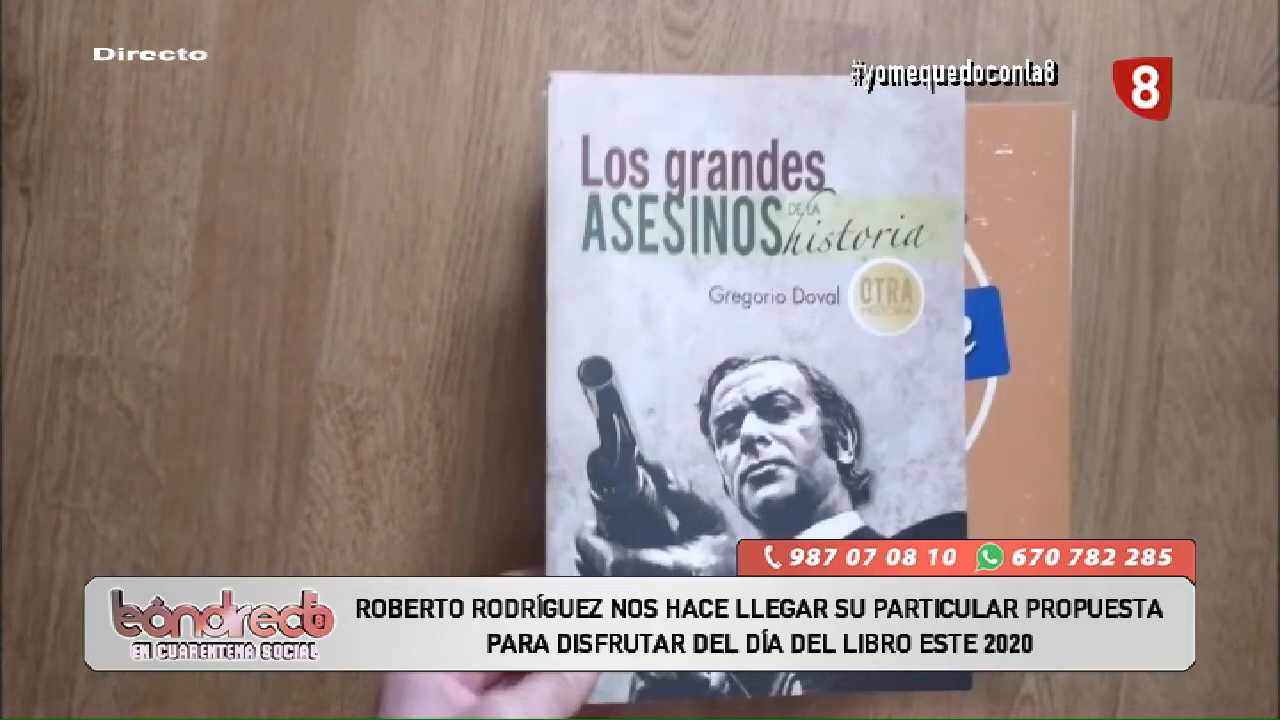 Directo
#yomequedoconla8
8
Los grandes
ASESINOS DE LA historia
Gregorio Doval
OTRA
HISTORIA
987 07 08 10 670 782 285
leóndirecto
EN CUARENTENA SOCIAL
ROBERTO RODRÍGUEZ NOS HACE LLEGAR SU PARTICULAR PROPUESTA
PARA DISFRUTAR DEL DÍA DEL LIBRO ESTE 2020